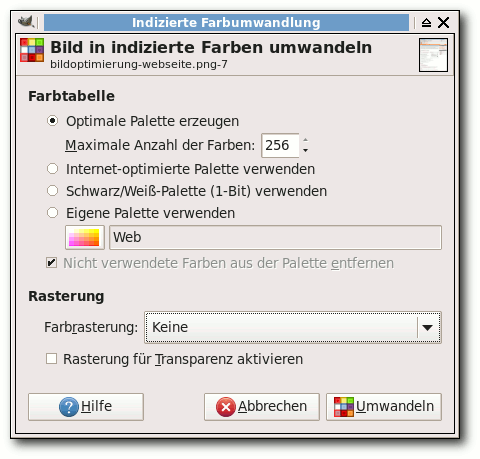 Indizierte Farbumwandlung
Bild in indizierte Farben umwandeln
bildoptimierung-webseite.png-7
Farbtabelle
Optimale Palette erzeugen
Maximale Anzahl der Farben: 256
Internet-optimierte Palette verwenden
Schwarz/Weiß-Palette (1-Bit) verwenden
Eigene Palette verwenden
Web
Nicht verwendete Farben aus der Palette entfernen
Rasterung
Farbrasterung: Keine
Rasterung für Transparenz aktivieren
Hilfe Abbrechen Umwandeln